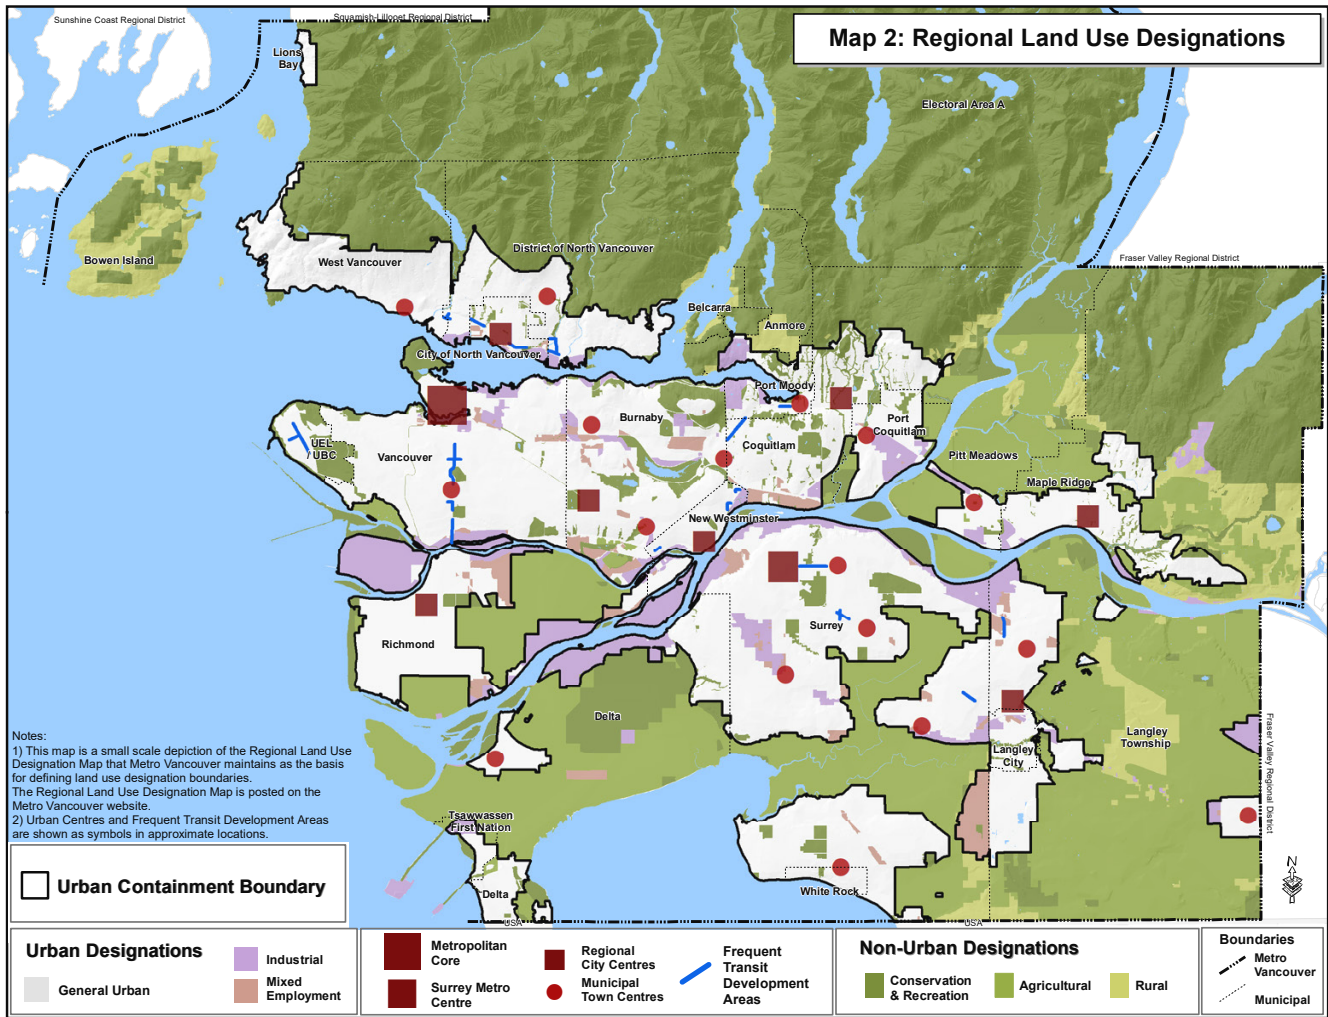 Sunshine Coast Regional District
Squamish-Lillooet Regional District
Map 2: Regional Land Use Designations
Lions
Bay
Electoral Area A
Bowen Island
West Vancouver
District of North Vancouver
Fraser Valley Regional District
Belcarra
Anmore
City of North Vancouver
Port Moody
Burnaby
Port
Coquitlam
Coquitlam
UEL
/ UBC
Vancouver
Pitt Meadows
Maple Ridge
New Westminster
Surrey
Richmond
Delta
Langley
Township
Langley
City
Fraser Valley Regional District
Tsawwassen
First Nation
Delta
White Rock
USA
USA
N
Notes:
1) This map is a small scale depiction of the Regional Land Use
Designation Map that Metro Vancouver maintains as the basis
for defining land use designation boundaries.
The Regional Land Use Designation Map is posted on the
Metro Vancouver website.
2) Urban Centres and Frequent Transit Development Areas
are shown as symbols in approximate locations.
Urban Containment Boundary
Urban Designations
General Urban
Industrial
Mixed
Employment
Metropolitan
Core
Surrey Metro
Centre
Regional
City Centres
Municipal
Town Centres
Frequent
Transit
Development
Areas
Non-Urban Designations
Conservation
& Recreation
Agricultural
Rural
Boundaries
Metro
Vancouver
Municipal